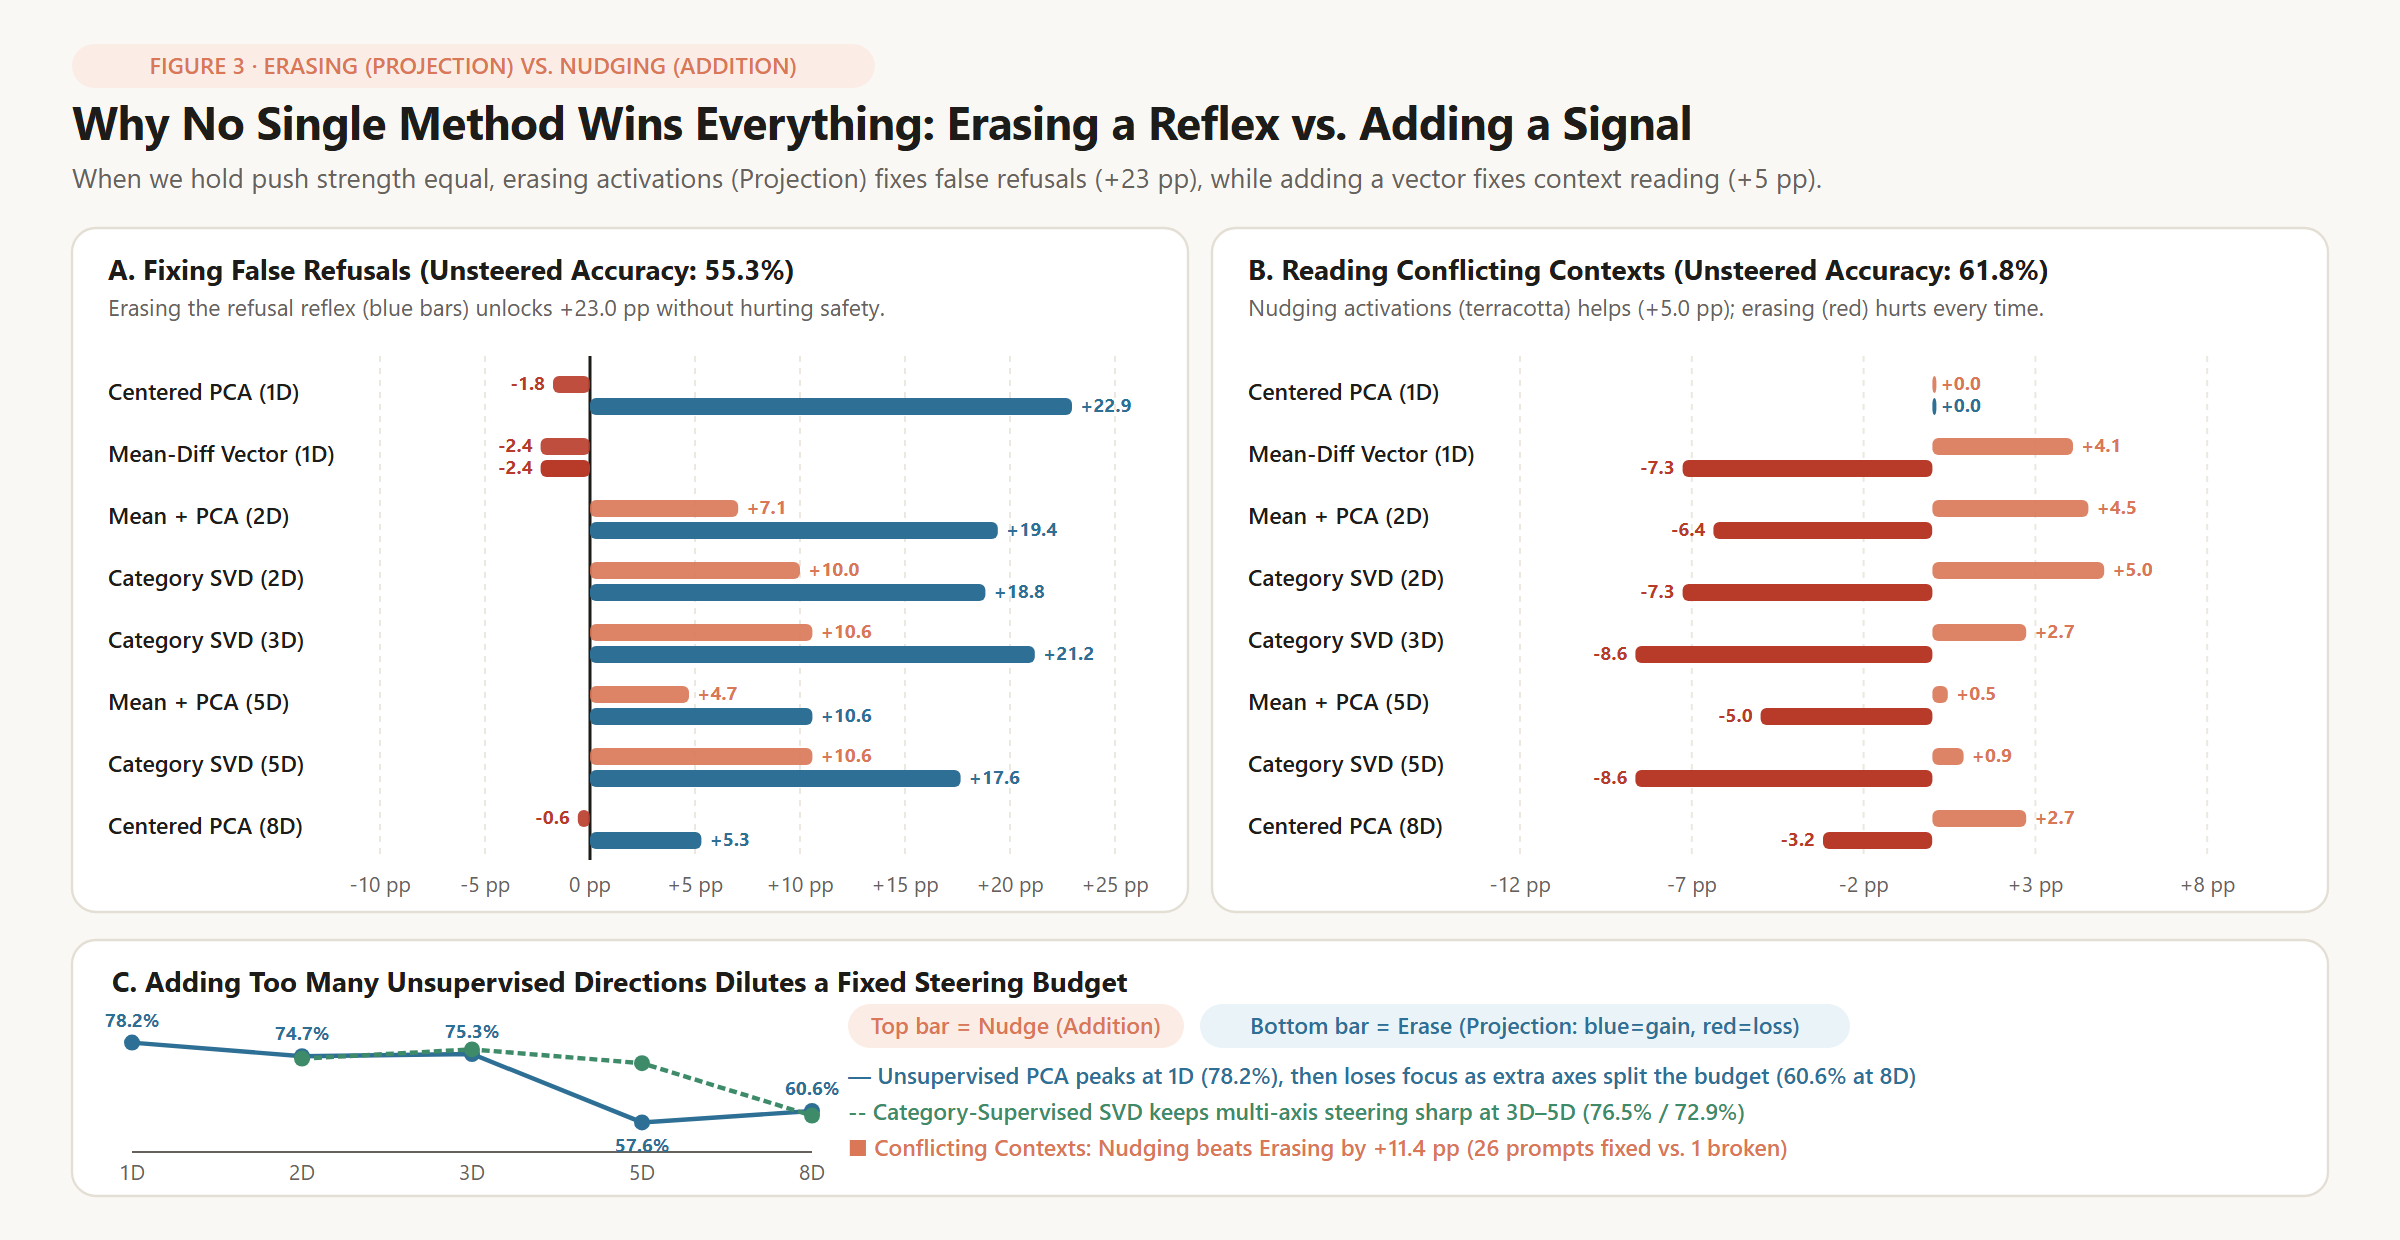 FIGURE 3 · ERASING (PROJECTION) VS. NUDGING (ADDITION)
Why No Single Method Wins Everything: Erasing a Reflex vs. Adding a Signal
When we hold push strength equal, erasing activations (Projection) fixes false refusals (+23 pp), while adding a vector fixes context reading (+5 pp).
A. Fixing False Refusals (Unsteered Accuracy: 55.3%)
Erasing the refusal reflex (blue bars) unlocks +23.0 pp without hurting safety.
Centered PCA (1D)
-1.8
+22.9
Mean-Diff Vector (1D)
-2.4
-2.4
Mean + PCA (2D)
+7.1
+19.4
Category SVD (2D)
+10.0
+18.8
Category SVD (3D)
+10.6
+21.2
Mean + PCA (5D)
+4.7
+10.6
Category SVD (5D)
+10.6
+17.6
Centered PCA (8D)
-0.6
+5.3
-10 pp -5 pp 0 pp +5 pp +10 pp +15 pp +20 pp +25 pp
B. Reading Conflicting Contexts (Unsteered Accuracy: 61.8%)
Nudging activations (terracotta) helps (+5.0 pp); erasing (red) hurts every time.
Centered PCA (1D)
+0.0
+0.0
Mean-Diff Vector (1D)
+4.1
-7.3
Mean + PCA (2D)
+4.5
-6.4
Category SVD (2D)
+5.0
-7.3
Category SVD (3D)
+2.7
-8.6
Mean + PCA (5D)
+0.5
-5.0
Category SVD (5D)
+0.9
-8.6
Centered PCA (8D)
+2.7
-3.2
-12 pp -7 pp -2 pp +3 pp +8 pp
C. Adding Too Many Unsupervised Directions Dilutes a Fixed Steering Budget
78.2%
74.7%
75.3%
57.6%
60.6%
1D 2D 3D 5D 8D
Top bar = Nudge (Addition)
Bottom bar = Erase (Projection: blue=gain, red=loss)
— Unsupervised PCA peaks at 1D (78.2%), then loses focus as extra axes split the budget (60.6% at 8D)
-- Category-Supervised SVD keeps multi-axis steering sharp at 3D–5D (76.5% / 72.9%)
■ Conflicting Contexts: Nudging beats Erasing by +11.4 pp (26 prompts fixed vs. 1 broken)